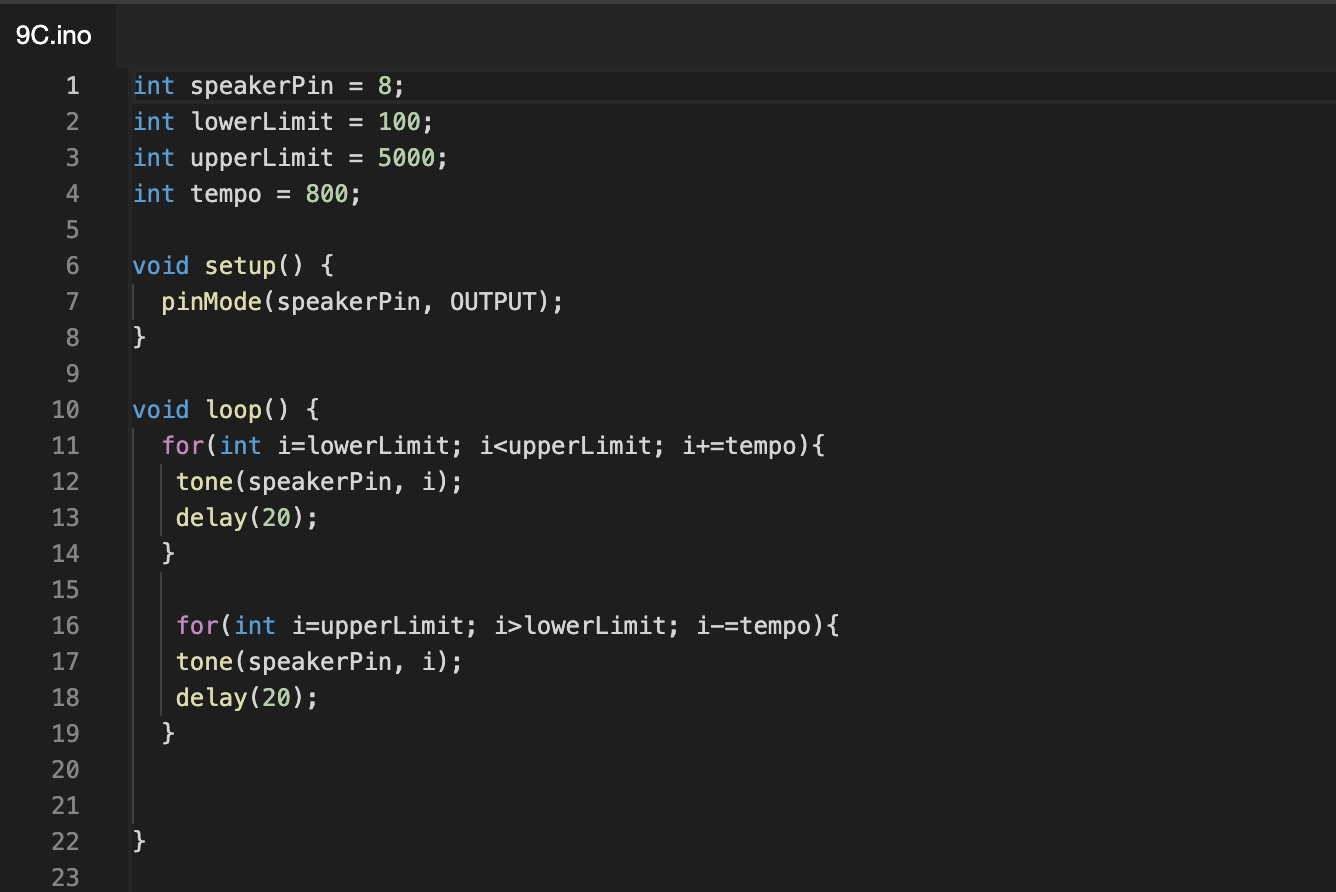 9C.ino
1 int speakerPin = 8;
2 int lowerLimit = 100;
3 int upperLimit = 5000;
4 int tempo = 800;
5
6 void setup() {
7   pinMode(speakerPin, OUTPUT);
8 }
9
10 void loop() {
11   for(int i=lowerLimit; i<upperLimit; i+=tempo){
12    tone(speakerPin, i);
13    delay(20);
14   }
15
16    for(int i=upperLimit; i>lowerLimit; i-=tempo){
17    tone(speakerPin, i);
18    delay(20);
19   }
20
21
22 }
23